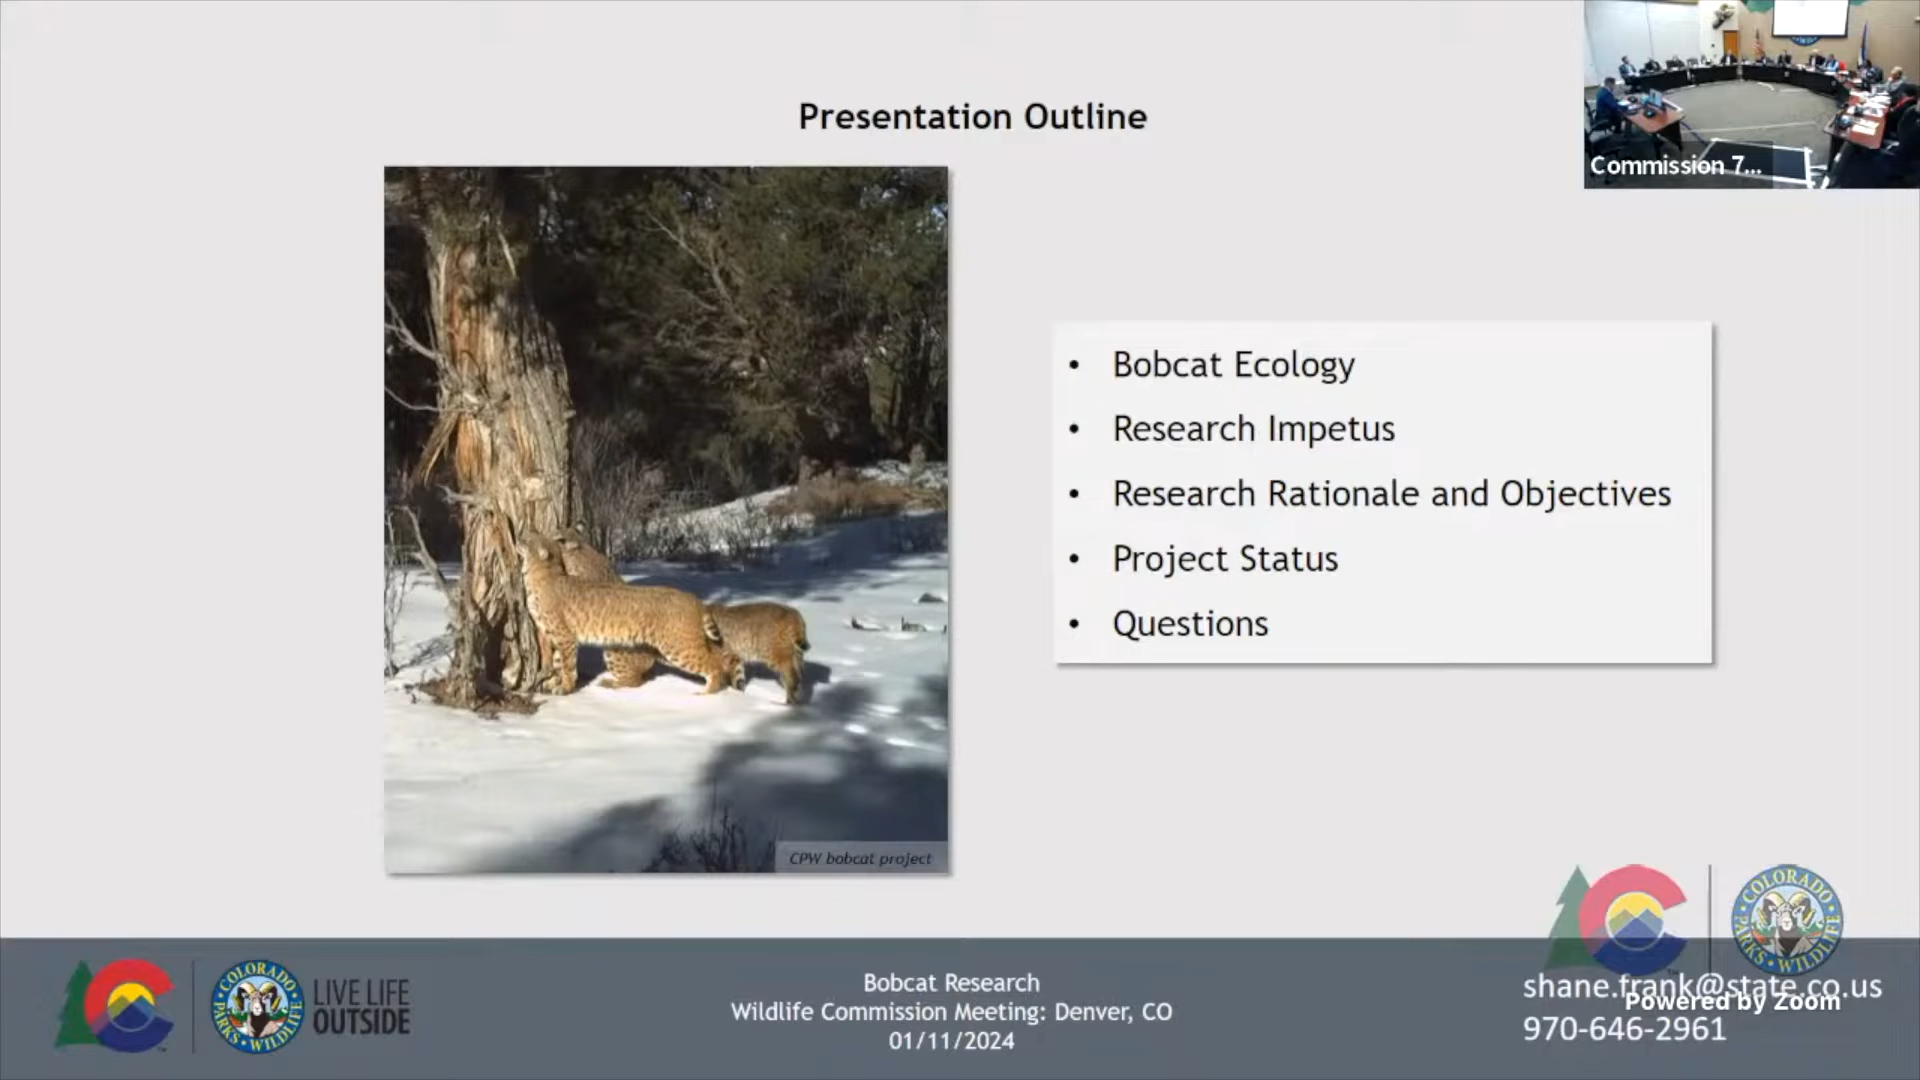 Presentation Outline
Commission 7...
• Bobcat Ecology
• Research Impetus
• Research Rationale and Objectives
• Project Status
• Questions
CPW bobcat project
COLORADO
PARKS • WILDLIFE
COLORADO
PARKS • WILDLIFE
LIVE LIFE
OUTSIDE
Bobcat Research
Wildlife Commission Meeting: Denver, CO
01/11/2024
shane.frank@state.co.us
Powered by Zoom
970-646-2961